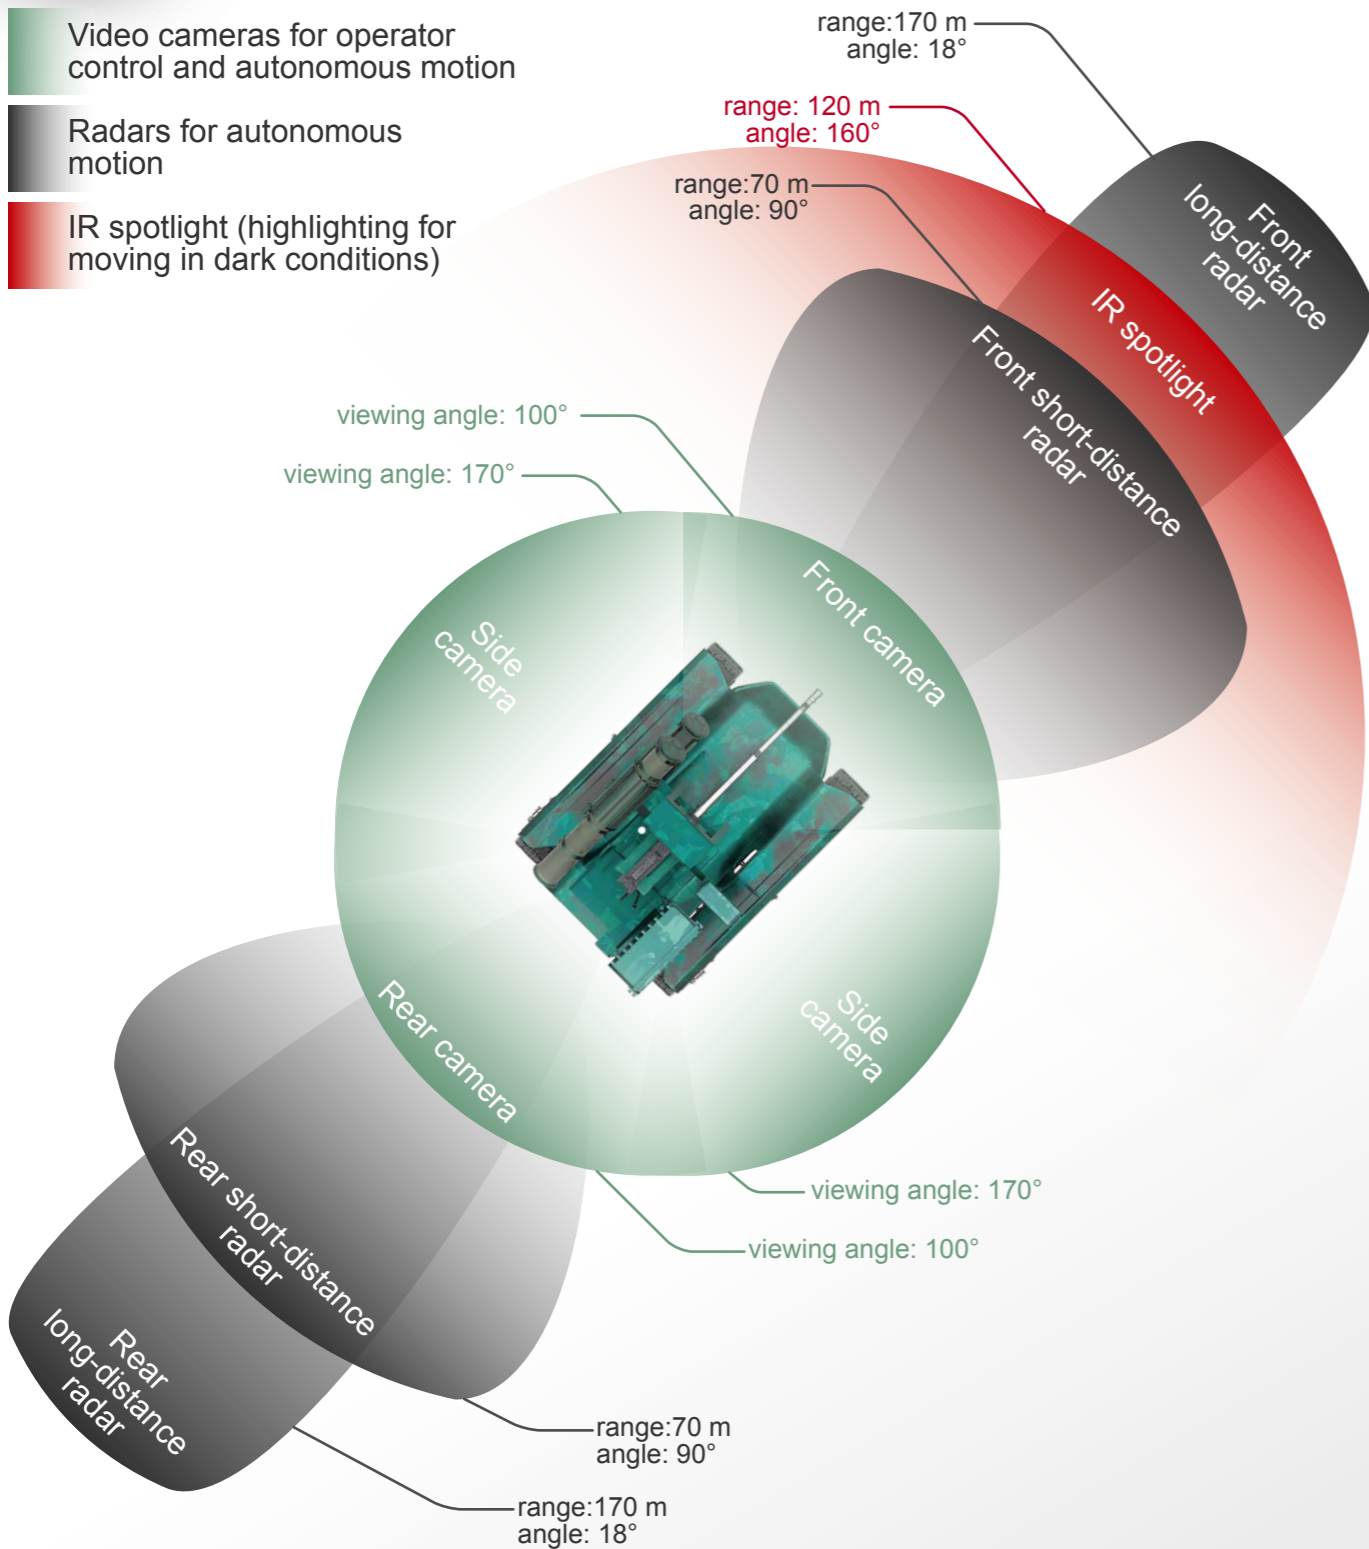 Video cameras for operator
control and autonomous motion
Radars for autonomous
motion
IR spotlight (highlighting for
moving in dark conditions)
range:170 m
angle: 18°
range: 120 m
angle: 160°
range:70 m
angle: 90°
Front
long-distance
radar
IR spotlight
Front short-distance
radar
viewing angle: 100°
viewing angle: 170°
Front camera
Side
camera
Side
camera
Rear camera
viewing angle: 170°
viewing angle: 100°
Rear short-distance
radar
Rear
long-distance
radar
range:70 m
angle: 90°
range:170 m
angle: 18°